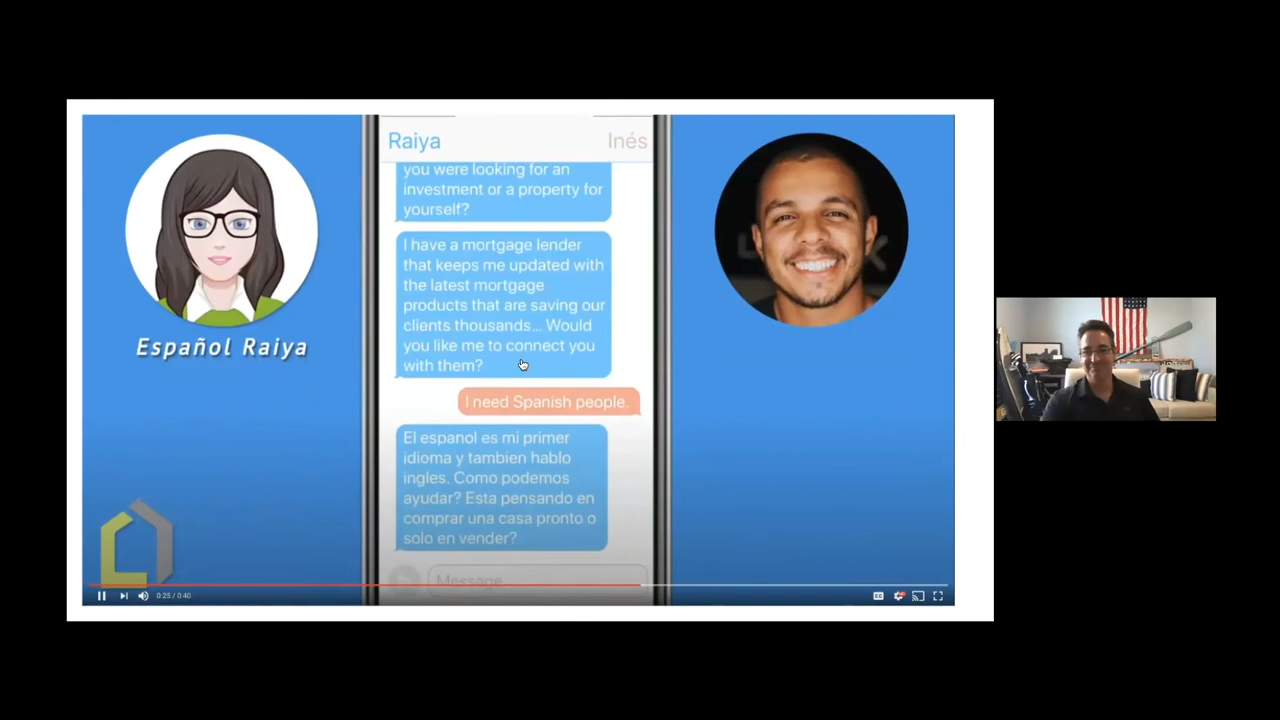 Raiya
Inés
you were looking for an
investment or a property for
yourself?
I have a mortgage lender
that keeps me updated with
the latest mortgage
products that are saving our
clients thousands... Would
you like me to connect you
with them?
I need Spanish people.
El espanol es mi primer
idioma y tambien hablo
ingles. Como podemos
ayudar? Esta pensando en
comprar una casa pronto o
solo en vender?
Message
Español Raiya
0:25 / 0:40
CC